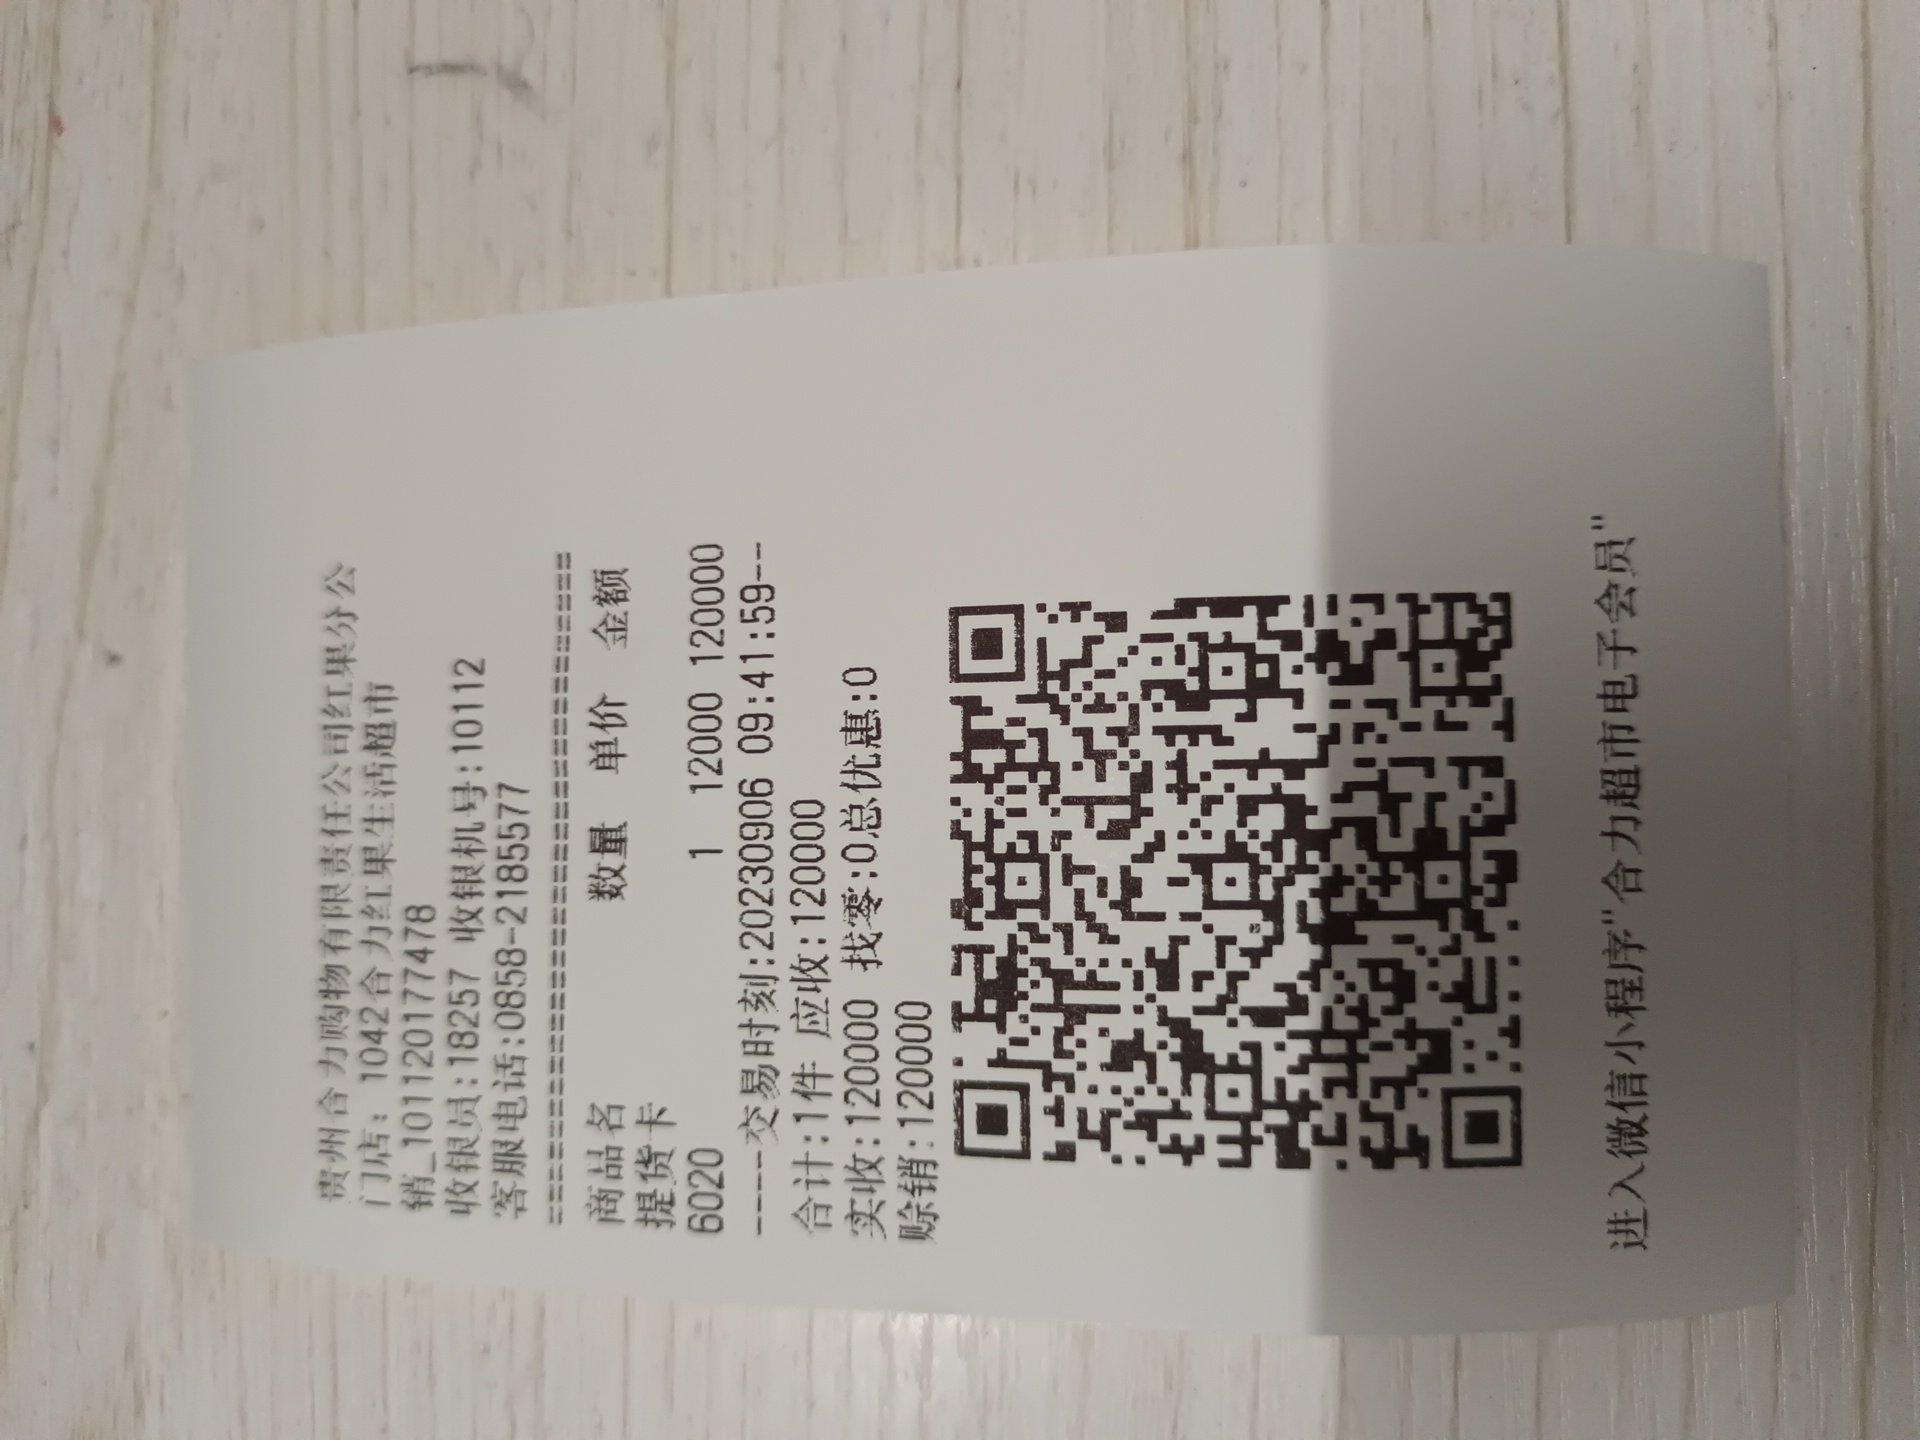 贵州合力购物有限责任公司红果分公
门店: 1042合力红果生活超市
销_10112017747​8
收银员:18257 收银机号:10112
客服电话:0858-2185577
================================
商品名 数量 单价 金额
提货卡
6020 1 12000 120000
----交易时刻:20230906 09:41:59--
合计:1件 应收:120000
实收:120000 找零:0总优惠:0
赊销:120000
进入微信小程序"合力超市电子会员"